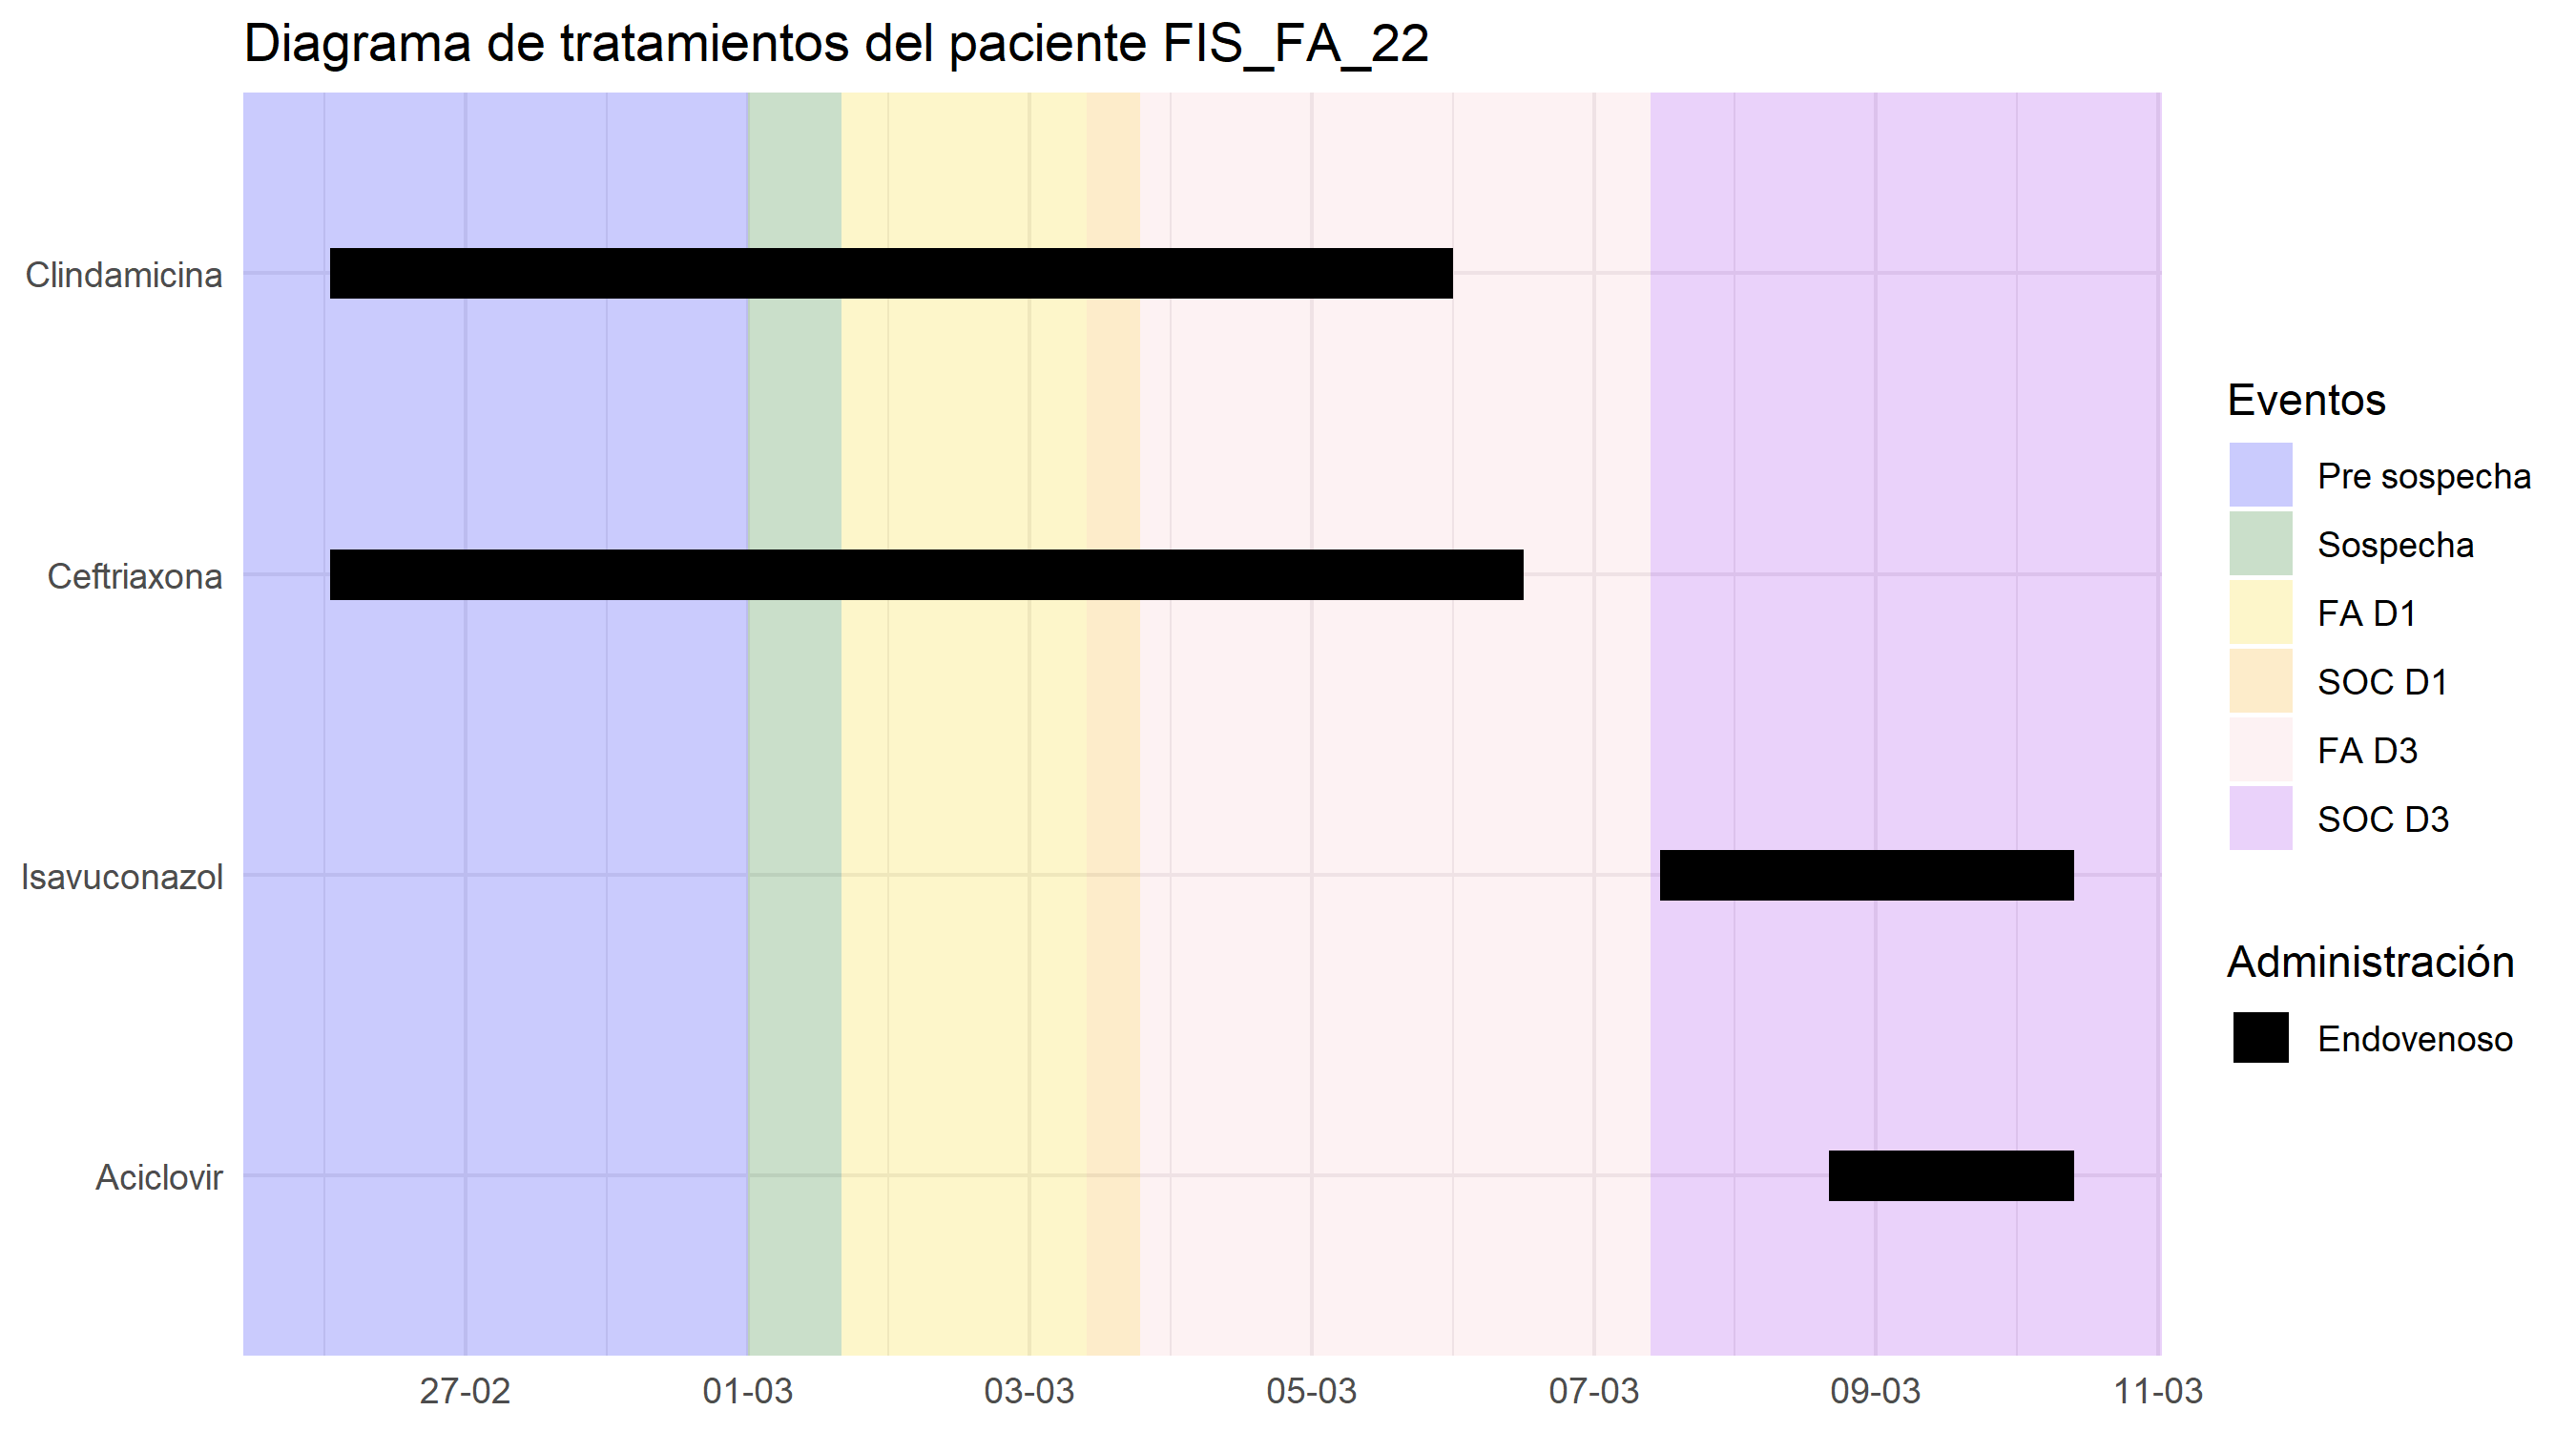 Diagrama de tratamientos del paciente FIS_FA_22
Clindamicina
Ceftriaxona
Isavuconazol
Aciclovir
27-02
01-03
03-03
05-03
07-03
09-03
11-03
Eventos
Pre sospecha
Sospecha
FA D1
SOC D1
FA D3
SOC D3
Administración
Endovenoso